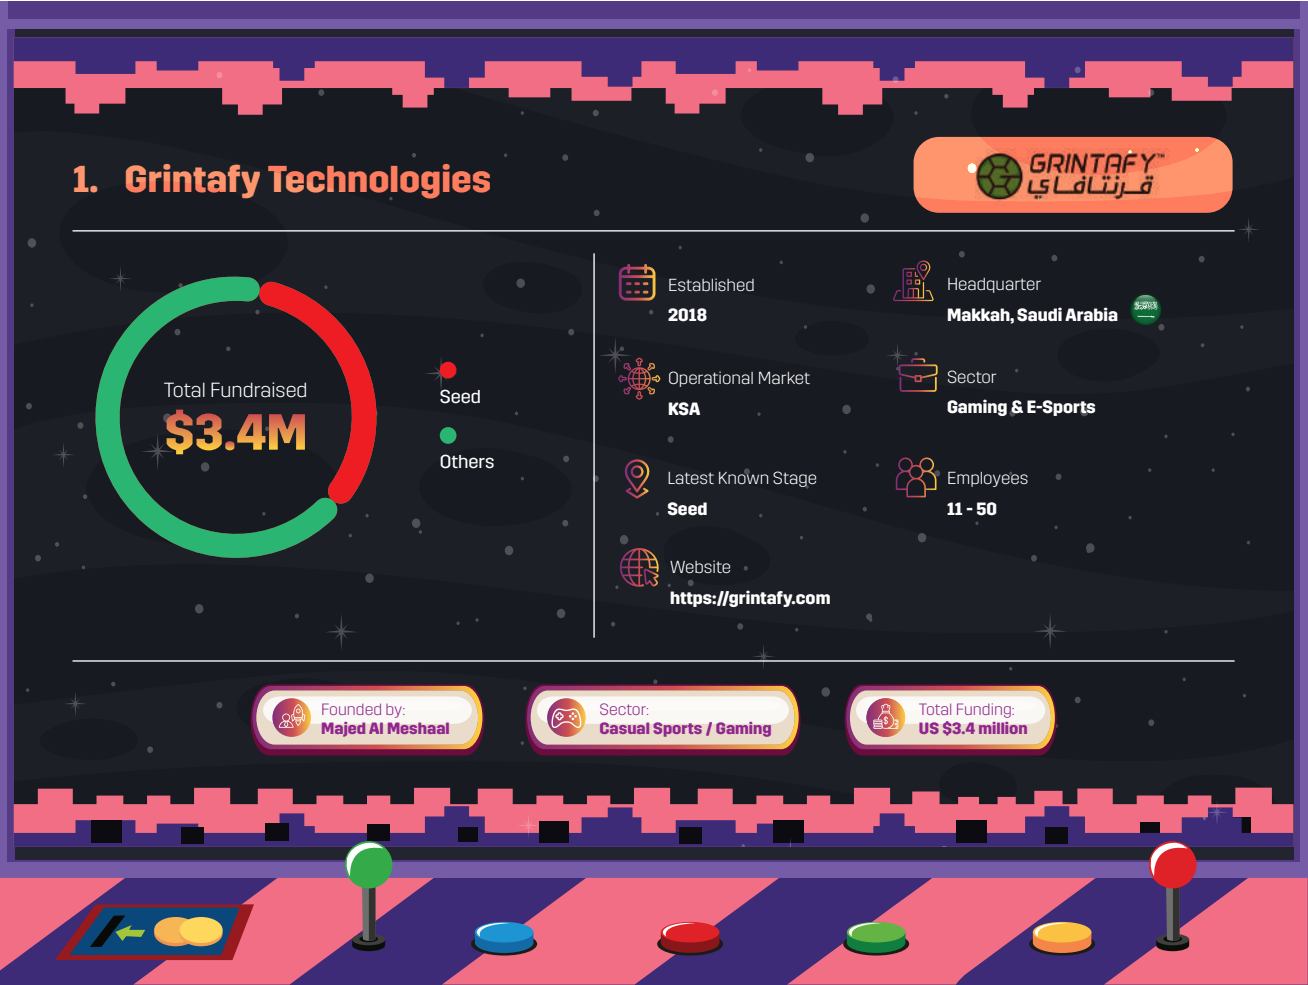 1. Grintafy Technologies
GRINTAFY™
قرنتافاي
Total Fundraised
$3.4M
Seed
Others
Established
2018
Headquarter
Makkah, Saudi Arabia
Operational Market
KSA
Sector
Gaming & E-Sports
Latest Known Stage
Seed
Employees
11 - 50
Website
https://grintafy.com
Founded by:
Majed Al Meshaal
Sector:
Casual Sports / Gaming
Total Funding:
US $3.4 million